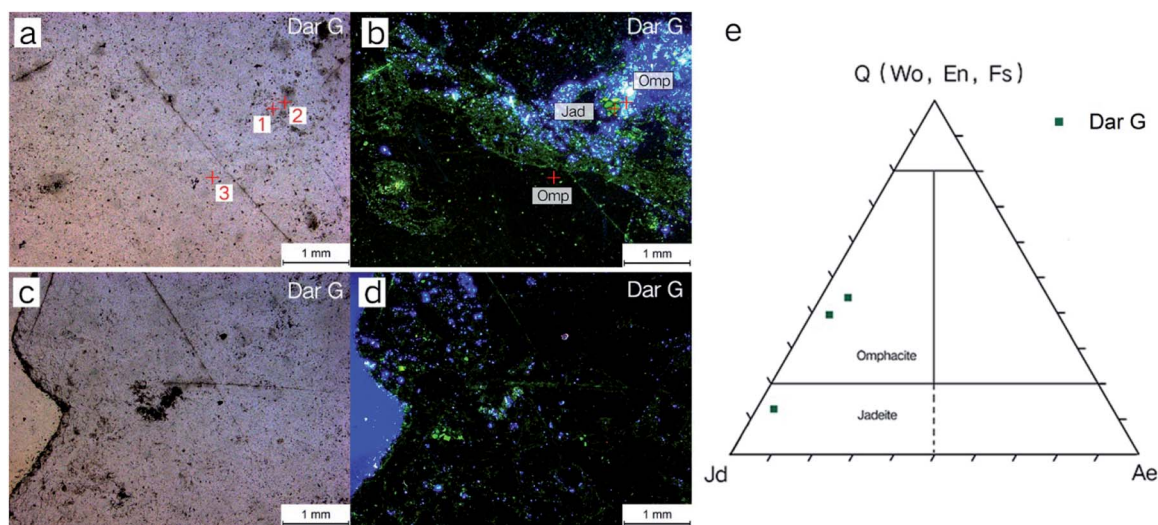 a
Dar G
1
2
3
1 mm
b
Dar G
Omp
Jad
Omp
1 mm
c
Dar G
1 mm
d
Dar G
1 mm
e
Q (Wo, En, Fs)
Dar G
Omphacite
Jadeite
Jd
Ae